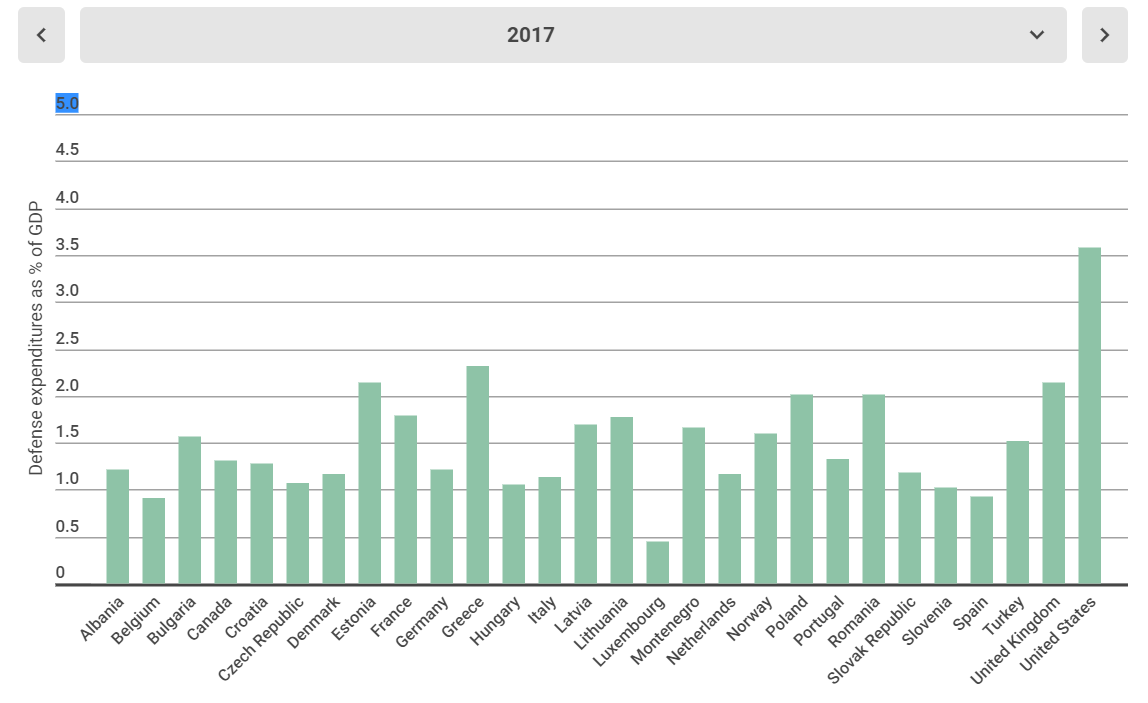 2017
5.0
4.5
4.0
3.5
3.0
2.5
2.0
1.5
1.0
0.5
0
Defense expenditures as % of GDP
Albania
Belgium
Bulgaria
Canada
Croatia
Czech Republic
Denmark
Estonia
France
Germany
Greece
Hungary
Italy
Latvia
Lithuania
Luxembourg
Montenegro
Netherlands
Norway
Poland
Portugal
Romania
Slovak Republic
Slovenia
Spain
Turkey
United Kingdom
United States